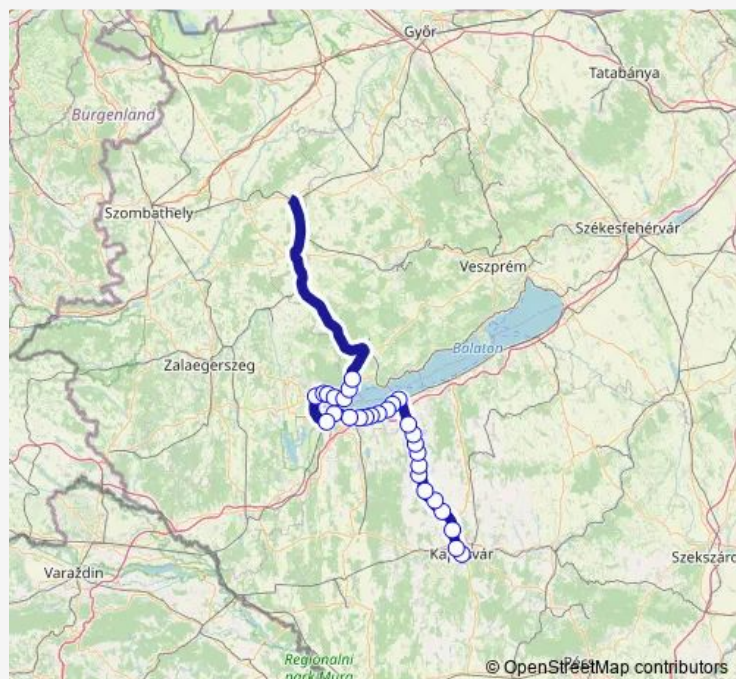 Győr
Tatabánya
Burgenland
Szombathely
Székesfehérvár
Veszprém
Balaton
Zalaegerszeg
Szekszárd
Varaždin
Regionalni
park Mura
© OpenStreetMap contributors